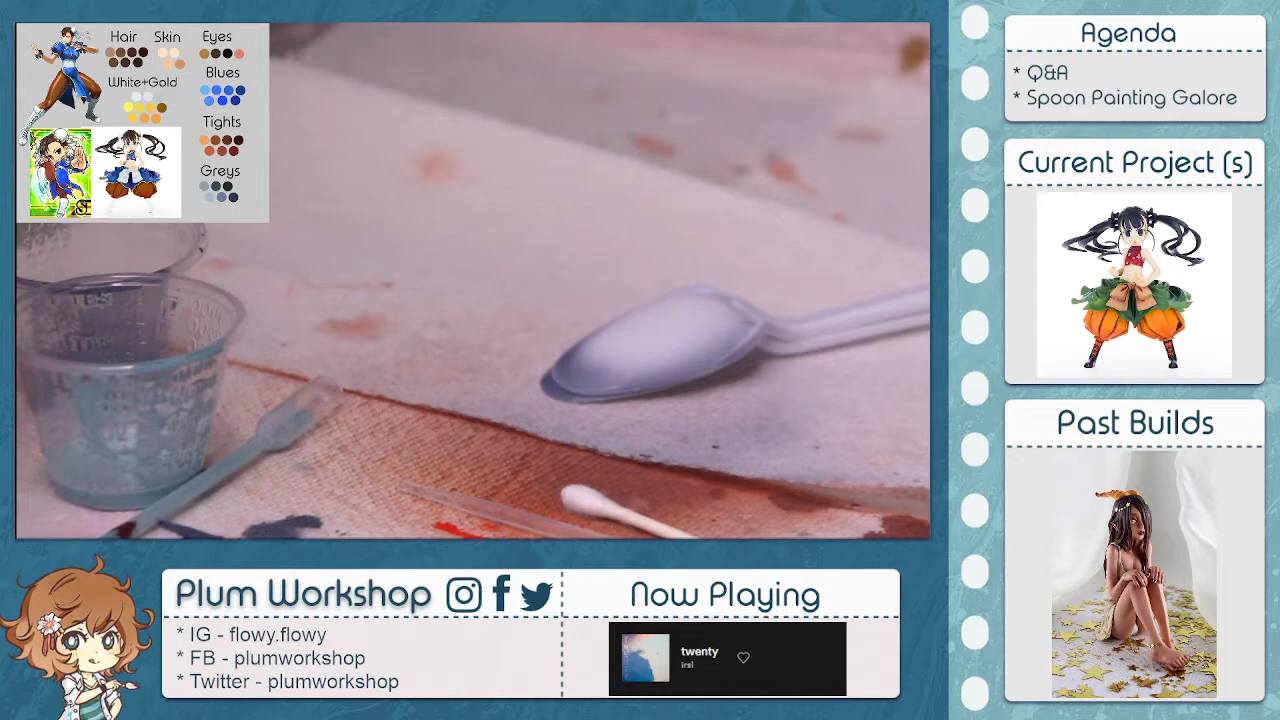 Hair Skin Eyes
White+Gold
Blues
Tights
Greys
Agenda
* Q&A
* Spoon Painting Galore
Current Project (s)
Past Builds
Plum Workshop
* IG - flowy.flowy
* FB - plumworkshop
* Twitter - plumworkshop
Now Playing
twenty
irsl